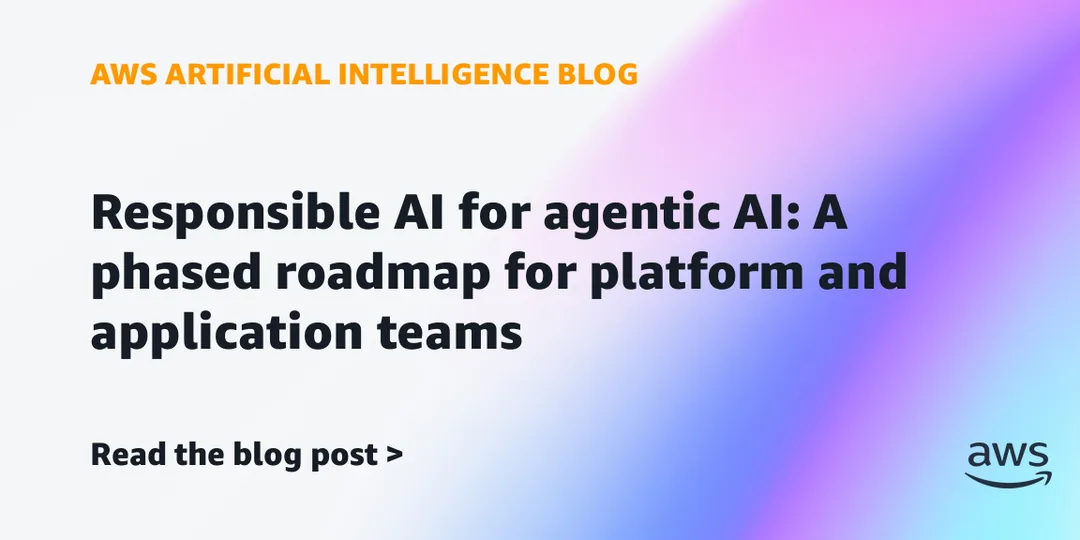 AWS ARTIFICIAL INTELLIGENCE BLOG
Responsible AI for agentic AI: A
phased roadmap for platform and
application teams
Read the blog post >
aws